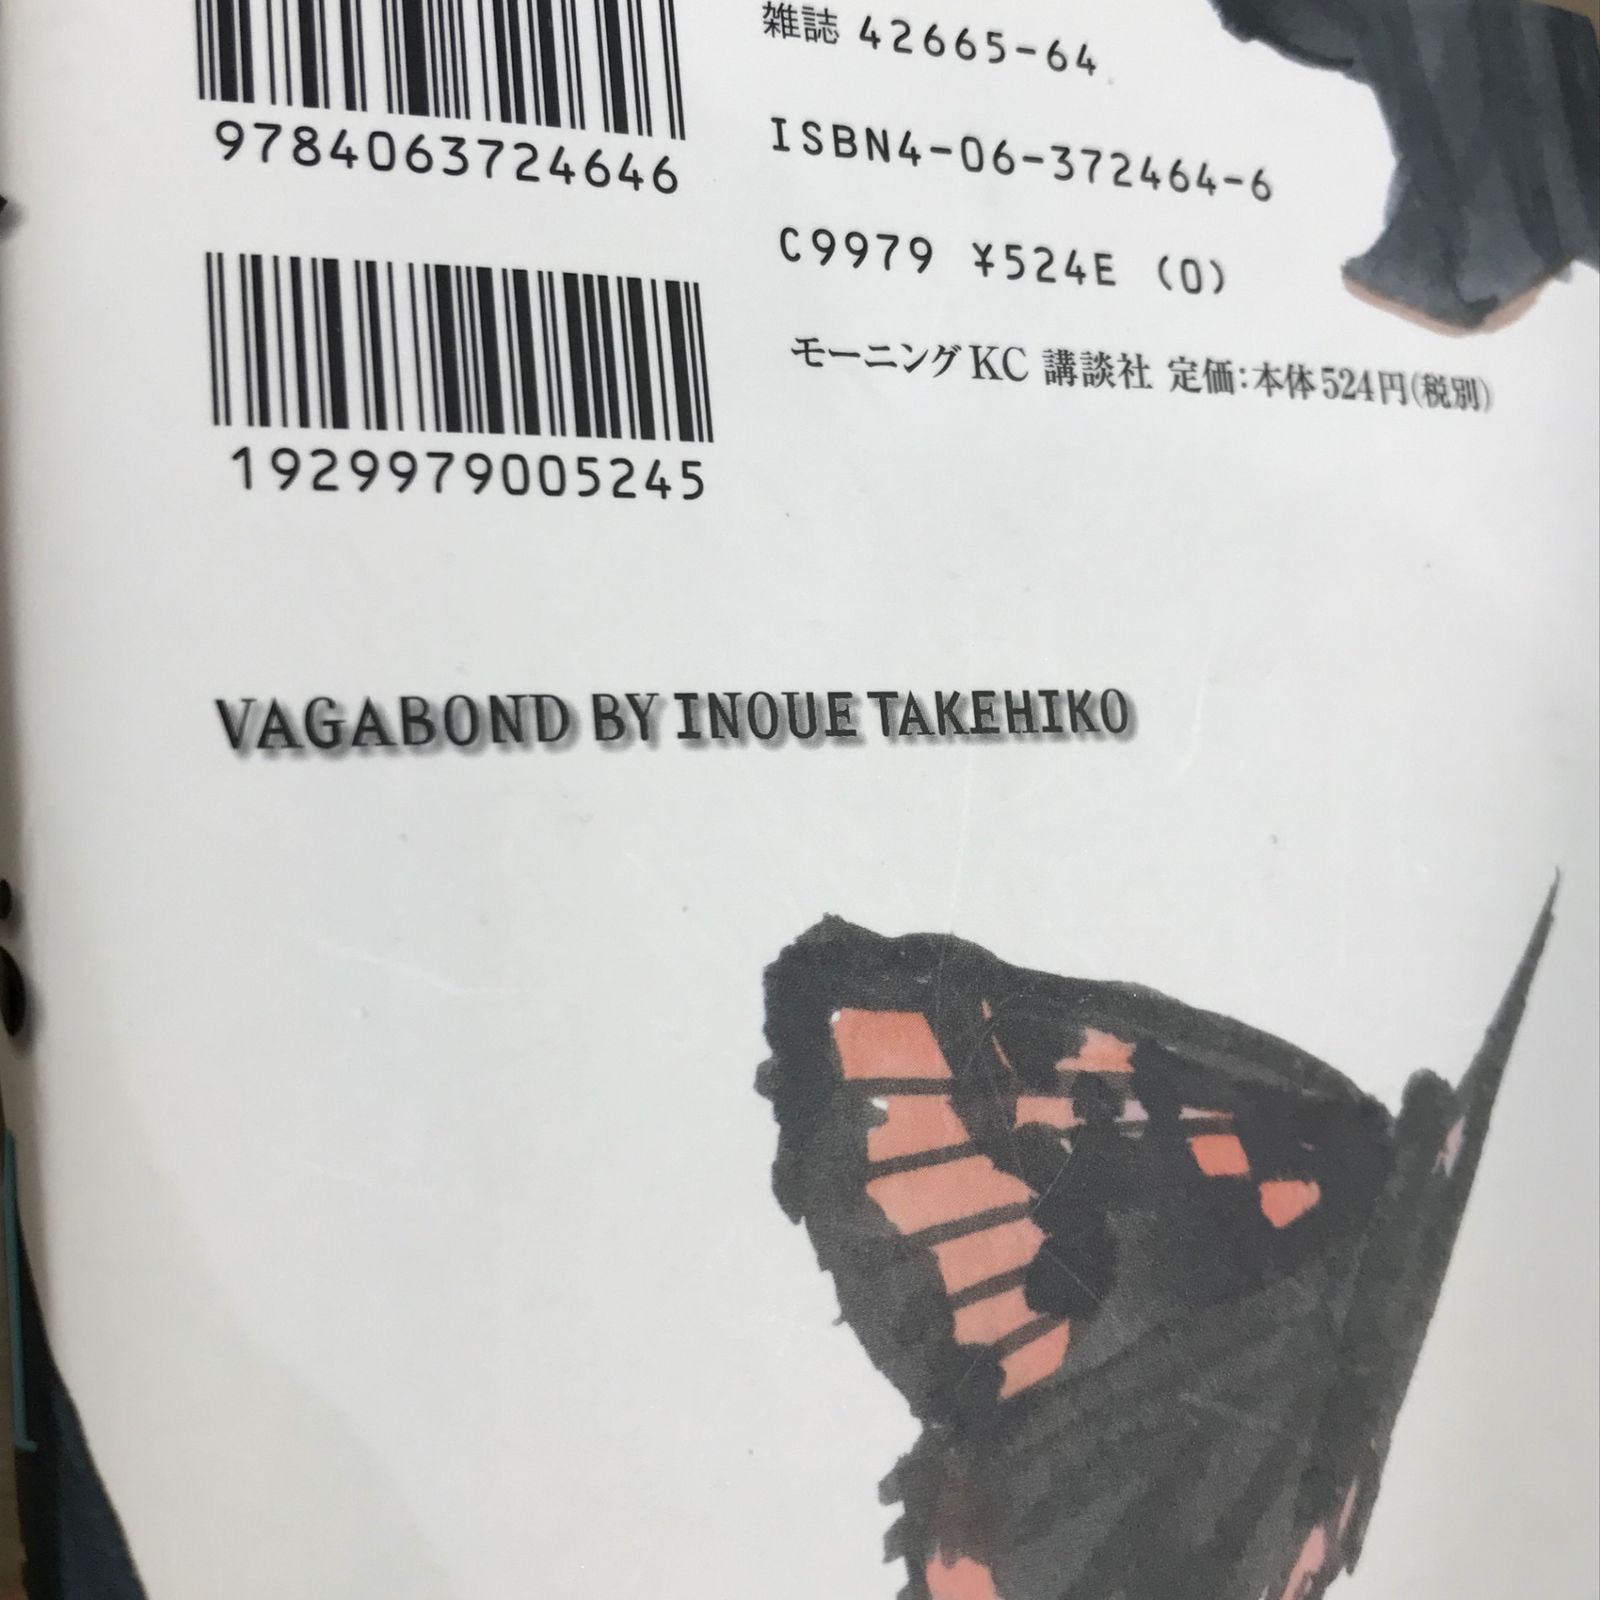 雑誌 42665-64
9784063724646
ISBN4-06-372464-6
C9979 ¥524E (0)
モーニングKC 講談社 定価:本体524円(税別)
1929979005245
VAGABOND BY INOUE TAKEHIKO